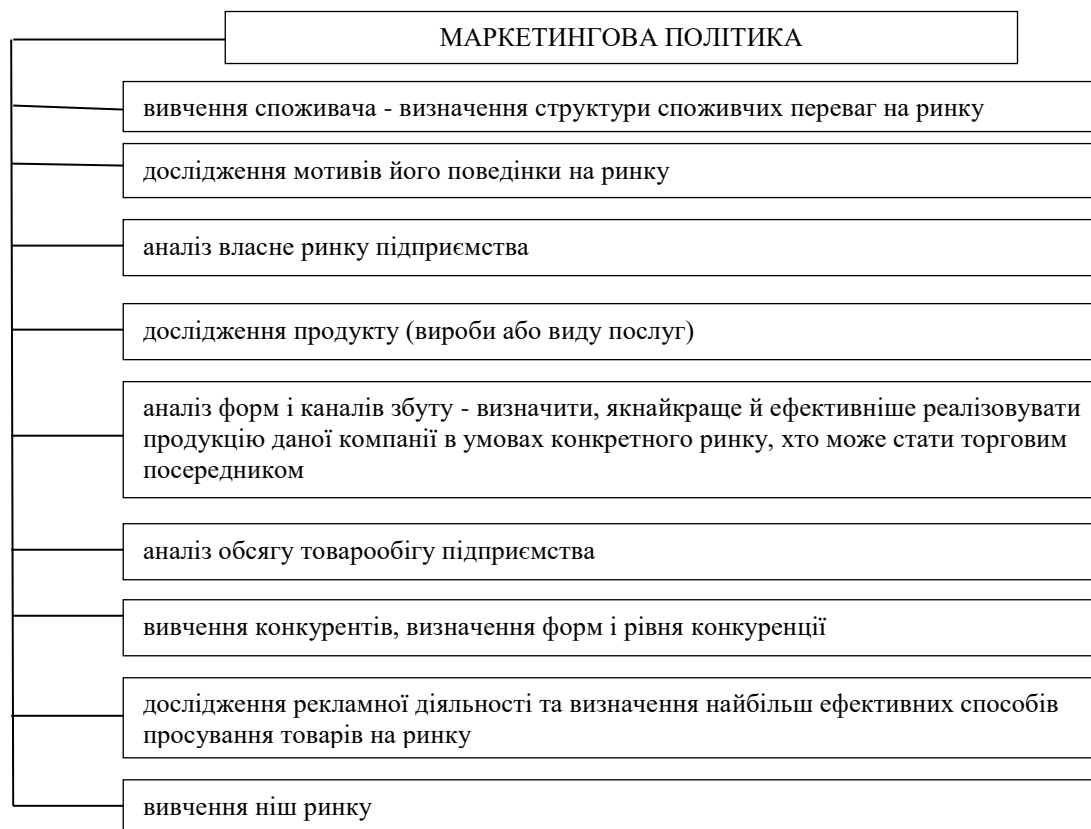 МАРКЕТИНГОВА ПОЛІТИКА
вивчення споживача - визначення структури споживчих переваг на ринку
дослідження мотивів його поведінки на ринку
аналіз власне ринку підприємства
дослідження продукту (вироби або виду послуг)
аналіз форм і каналів збуту - визначити, якнайкраще й ефективніше реалізовувати
продукцію даної компанії в умовах конкретного ринку, хто може стати торговим
посередником
аналіз обсягу товарообігу підприємства
вивчення конкурентів, визначення форм і рівня конкуренції
дослідження рекламної діяльності та визначення найбільш ефективних способів
просування товарів на ринку
вивчення ніш ринку